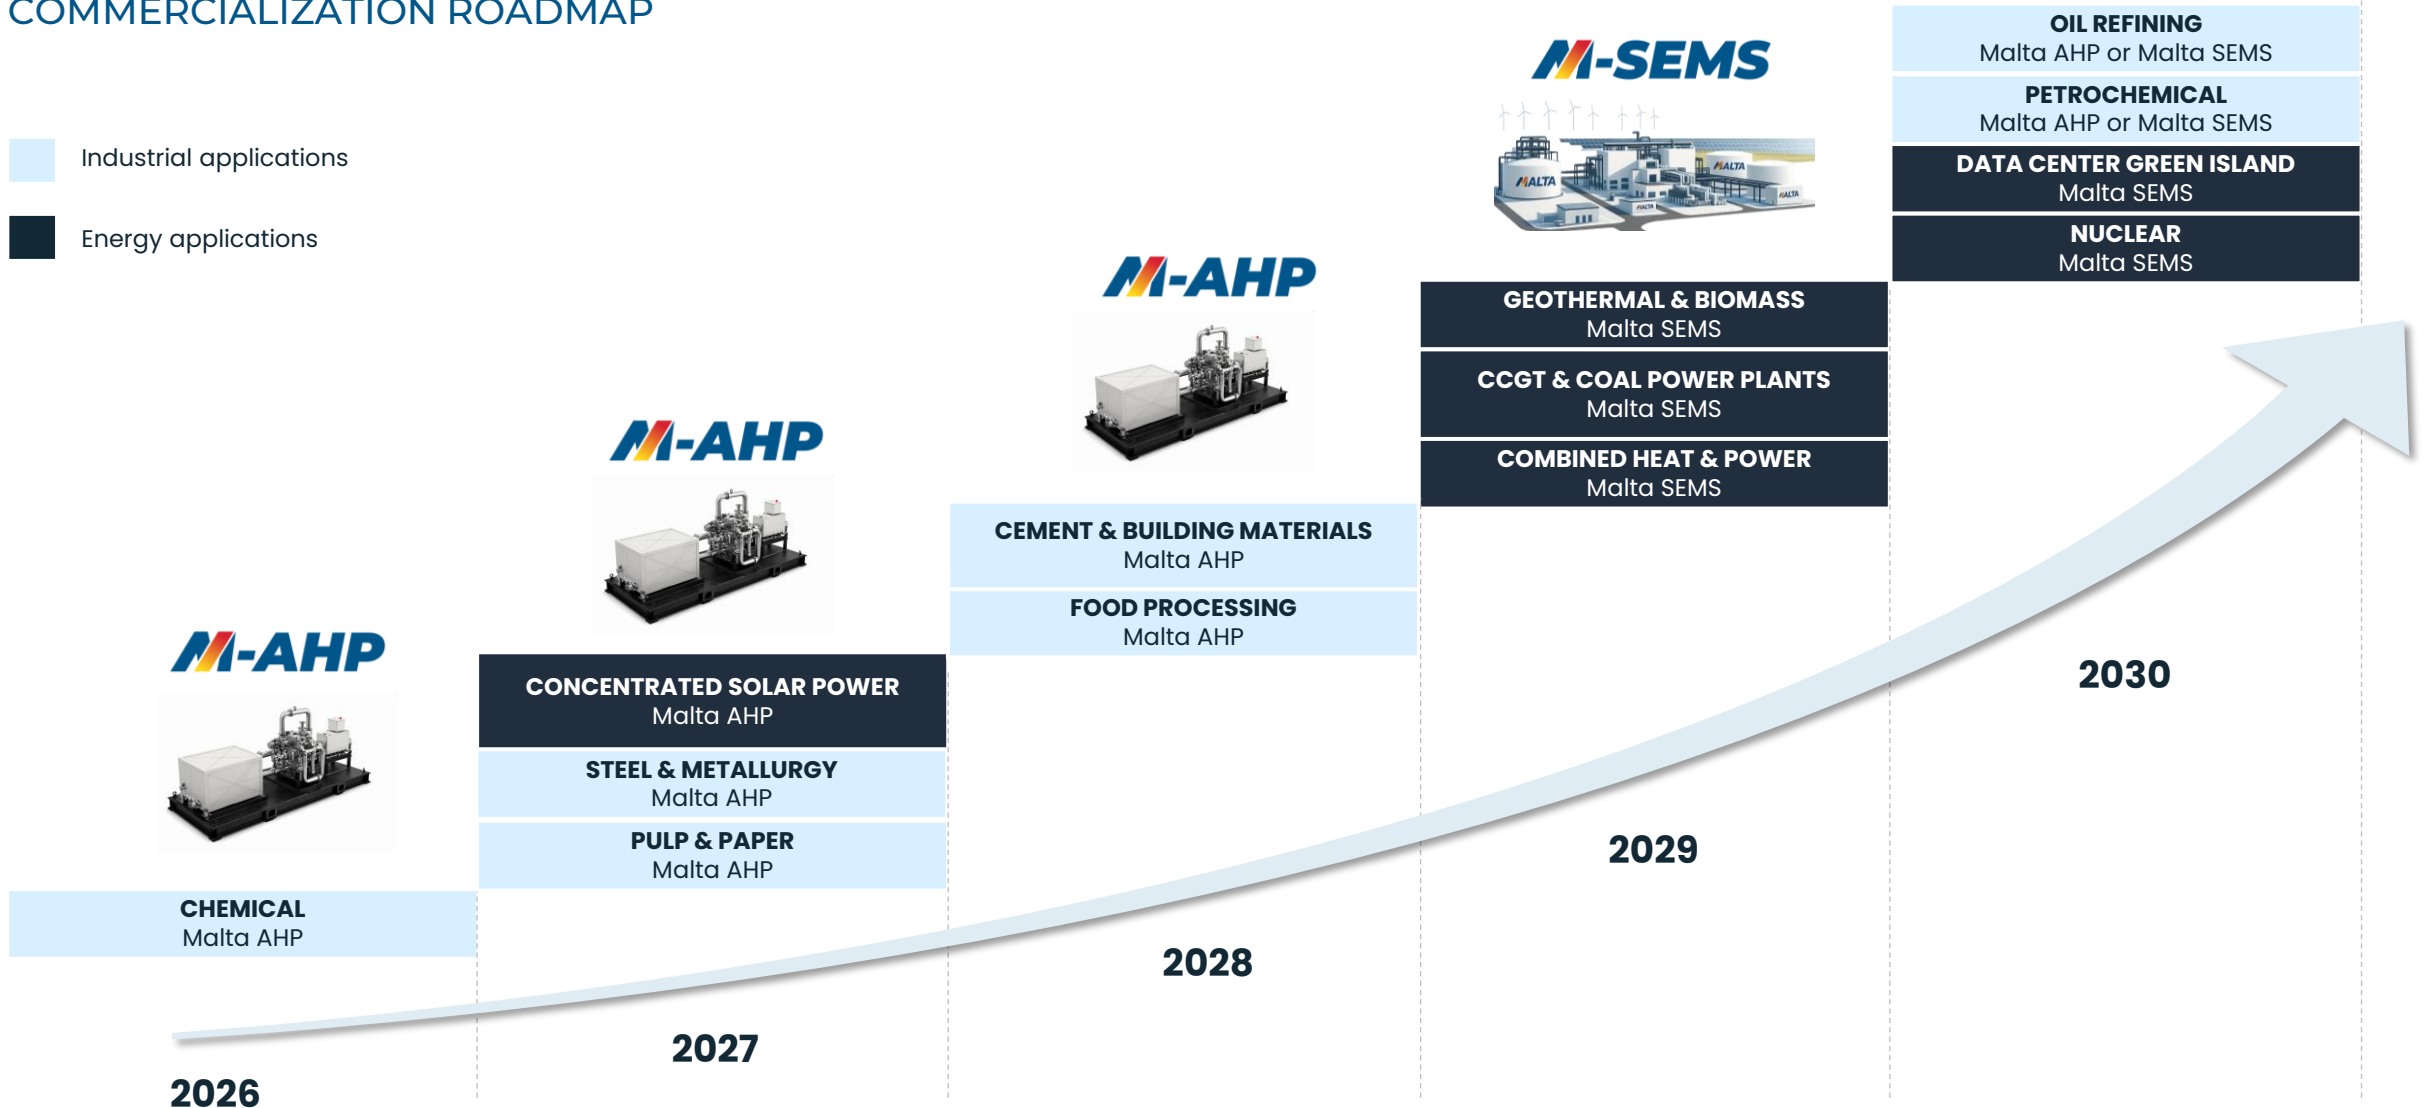 COMMERCIALIZATION ROADMAP
Industrial applications
Energy applications
M-AHP
CHEMICAL
Malta AHP
2026
M-AHP
CONCENTRATED SOLAR POWER
Malta AHP
STEEL & METALLURGY
Malta AHP
PULP & PAPER
Malta AHP
2027
M-AHP
CEMENT & BUILDING MATERIALS
Malta AHP
FOOD PROCESSING
Malta AHP
2028
M-SEMS
MALTA
MALTA
MALTA
MALTA
GEOTHERMAL & BIOMASS
Malta SEMS
CCGT & COAL POWER PLANTS
Malta SEMS
COMBINED HEAT & POWER
Malta SEMS
2029
OIL REFINING
Malta AHP or Malta SEMS
PETROCHEMICAL
Malta AHP or Malta SEMS
DATA CENTER GREEN ISLAND
Malta SEMS
NUCLEAR
Malta SEMS
2030